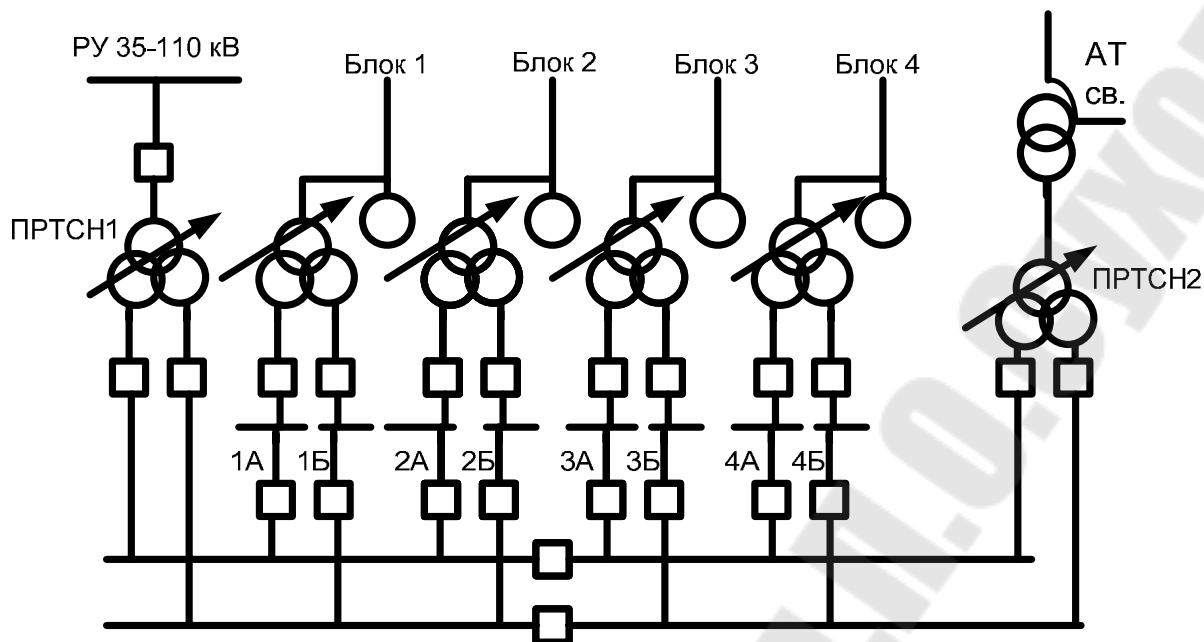 РУ 35-110 кВ
Блок 1
Блок 2
Блок 3
Блок 4
АТ
св.
ПРТСН1
ПРТСН2
1А
1Б
2А
2Б
3А
3Б
4А
4Б